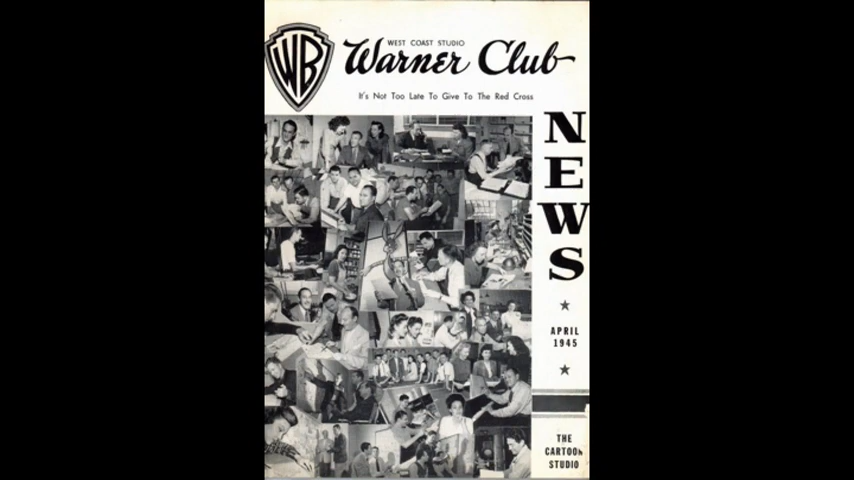 WB
WEST COAST STUDIO
Warner Club
It's Not Too Late To Give To The Red Cross
NEWS
APRIL
1945
THE
CARTOON
STUDIO